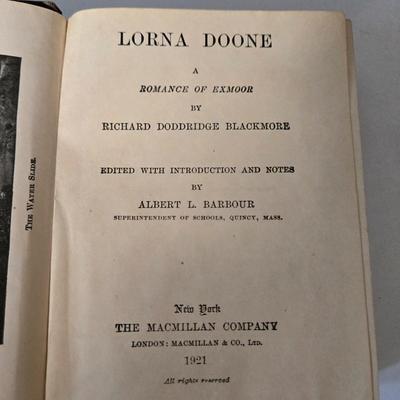 The Water Slide.
LORNA DOONE
A
ROMANCE OF EXMOOR
BY
RICHARD DODDRIDGE BLACKMORE
EDITED WITH INTRODUCTION AND NOTES
BY
ALBERT L. BARBOUR
SUPERINTENDENT OF SCHOOLS, QUINCY, MASS.
New York
THE MACMILLAN COMPANY
LONDON: MACMILLAN & CO., LTD.
1921
All rights reserved